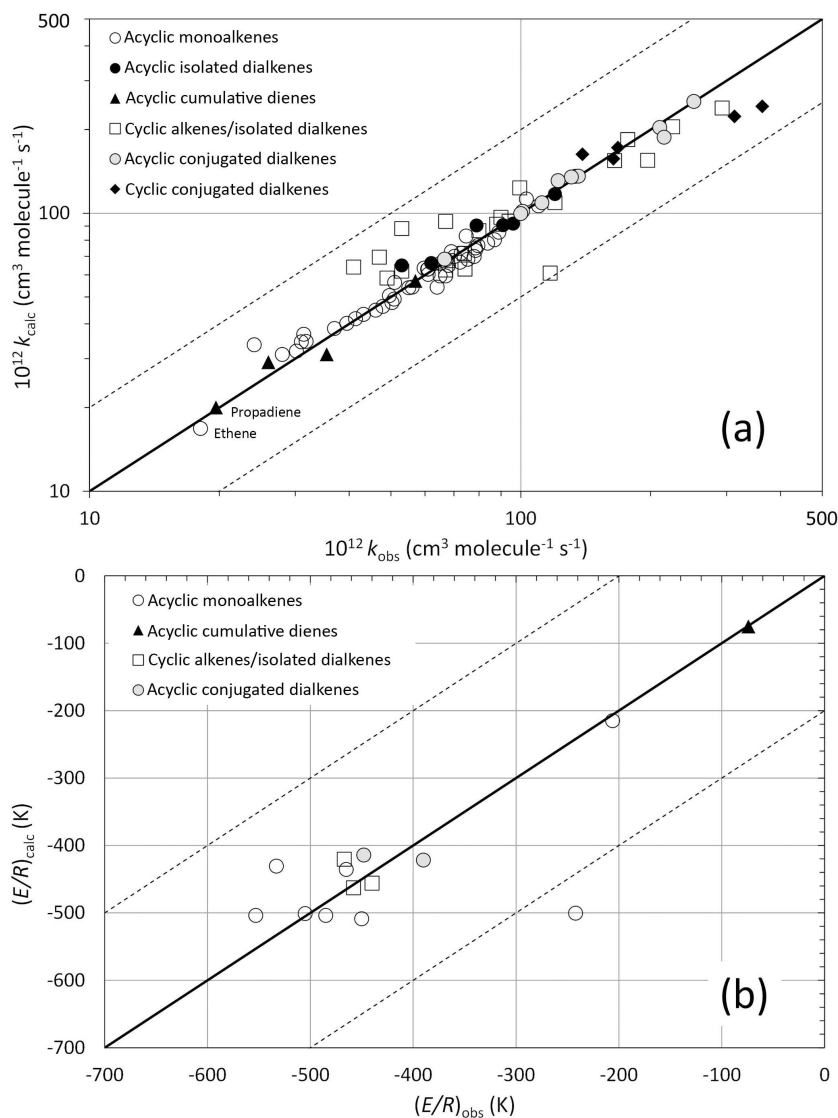 500
Acyclic monoalkenes
Acyclic isolated dialkenes
Acyclic cumulative dienes
Cyclic alkenes/isolated dialkenes
Acyclic conjugated dialkenes
Cyclic conjugated dialkenes
100
10¹² k_calc (cm³ molecule⁻¹ s⁻¹)
Propadiene
Ethene
(a)
10
10 100 500
10¹² k_obs (cm³ molecule⁻¹ s⁻¹)
0
Acyclic monoalkenes
Acyclic cumulative dienes
Cyclic alkenes/isolated dialkenes
Acyclic conjugated dialkenes
-100
-200
-300
-400
-500
-600
-700
(E/R)_calc (K)
(b)
-700 -600 -500 -400 -300 -200 -100 0
(E/R)_obs (K)